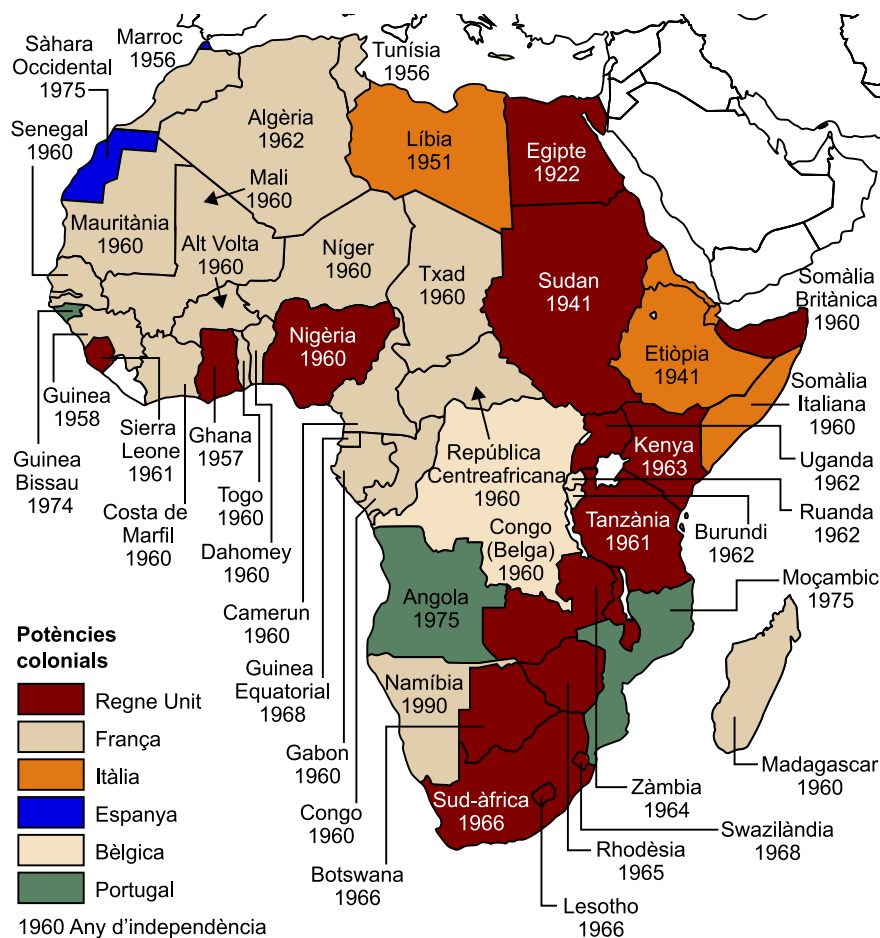 Marroc
1956
Sàhara
Occidental
1975
Tunísia
1956
Senegal
1960
Algèria
1962
Líbia
1951
Egipte
1922
Mali
1960
Mauritània
1960
Alt Volta
1960
Níger
1960
Txad
1960
Sudan
1941
Somàlia
Britànica
1960
Nigèria
1960
Etiòpia
1941
Guinea
1958
Sierra
Leone
1961
Ghana
1957
Somàlia
Italiana
1960
Guinea
Bissau
1974
República
Centreafricana
1960
Kenya
1963
Uganda
1962
Costa de
Marfil
1960
Togo
1960
Dahomey
1960
Congo
(Belga)
1960
Tanzània
1961
Burundi
1962
Ruanda
1962
Camerun
1960
Angola
1975
Moçambic
1975
Guinea
Equatorial
1968
Namíbia
1990
Gabon
1960
Congo
1960
Sud-àfrica
1966
Botswana
1966
Zàmbia
1964
Madagascar
1960
Swazilàndia
1968
Rhodèsia
1965
Lesotho
1966
Potències
colonials
Regne Unit
França
Itàlia
Espanya
Bèlgica
Portugal
1960 Any d'independència